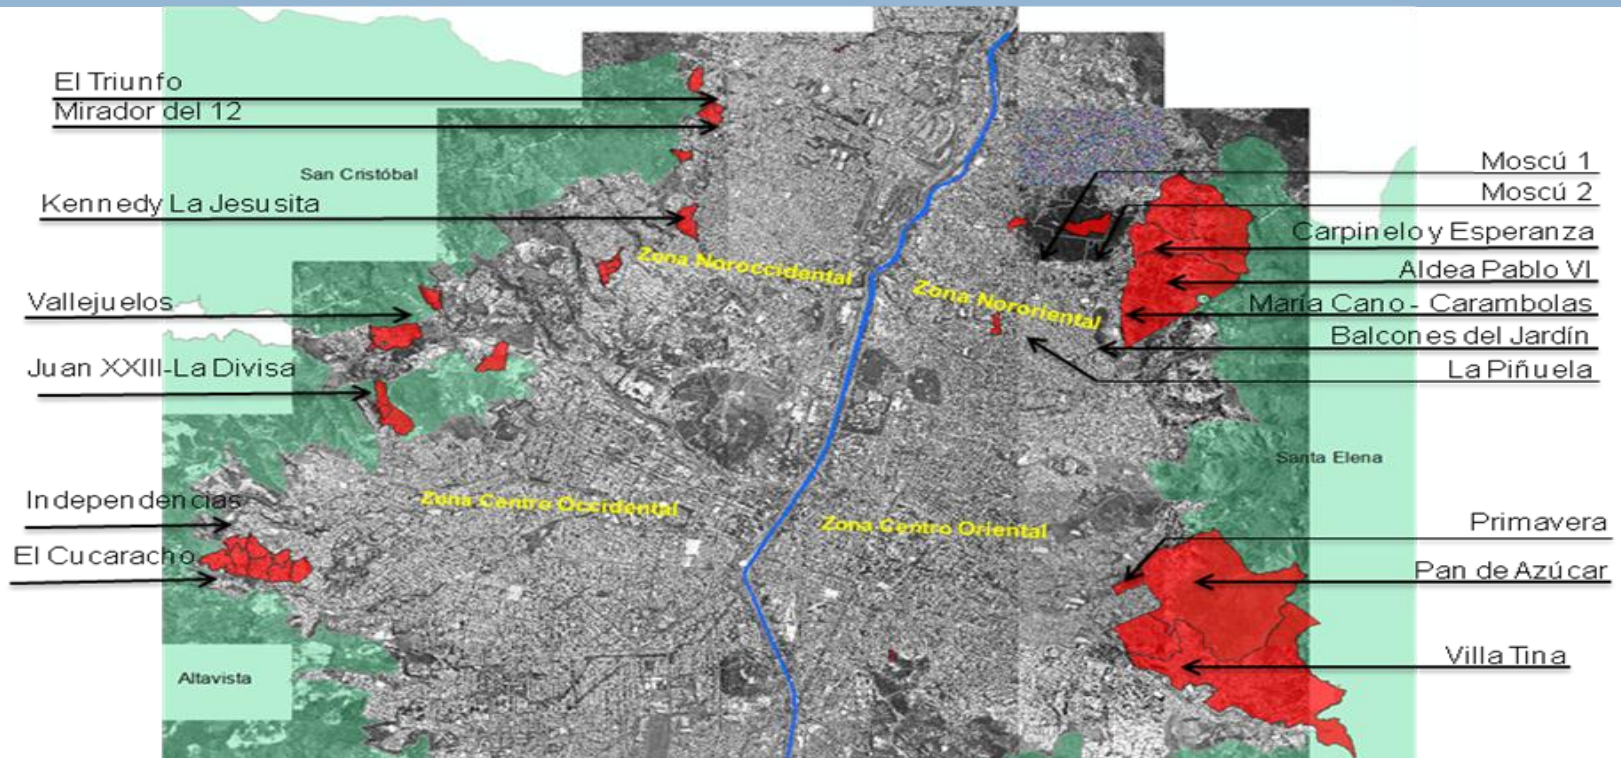 El Triunfo
Mirador del 12
San Cristóbal
Kennedy La Jesusita
Vallejuelos
Juan XXIII-La Divisa
Independencias
El Cucaracho
Altavista
Zona Noroccidental
Zona Nororiental
Zona Centro Occidental
Zona Centro Oriental
Moscú 1
Moscú 2
Carpinelo y Esperanza
Aldea Pablo VI
María Cano - Carambolas
Balcones del Jardín
La Piñuela
Santa Elena
Primavera
Pan de Azúcar
Villa Tina